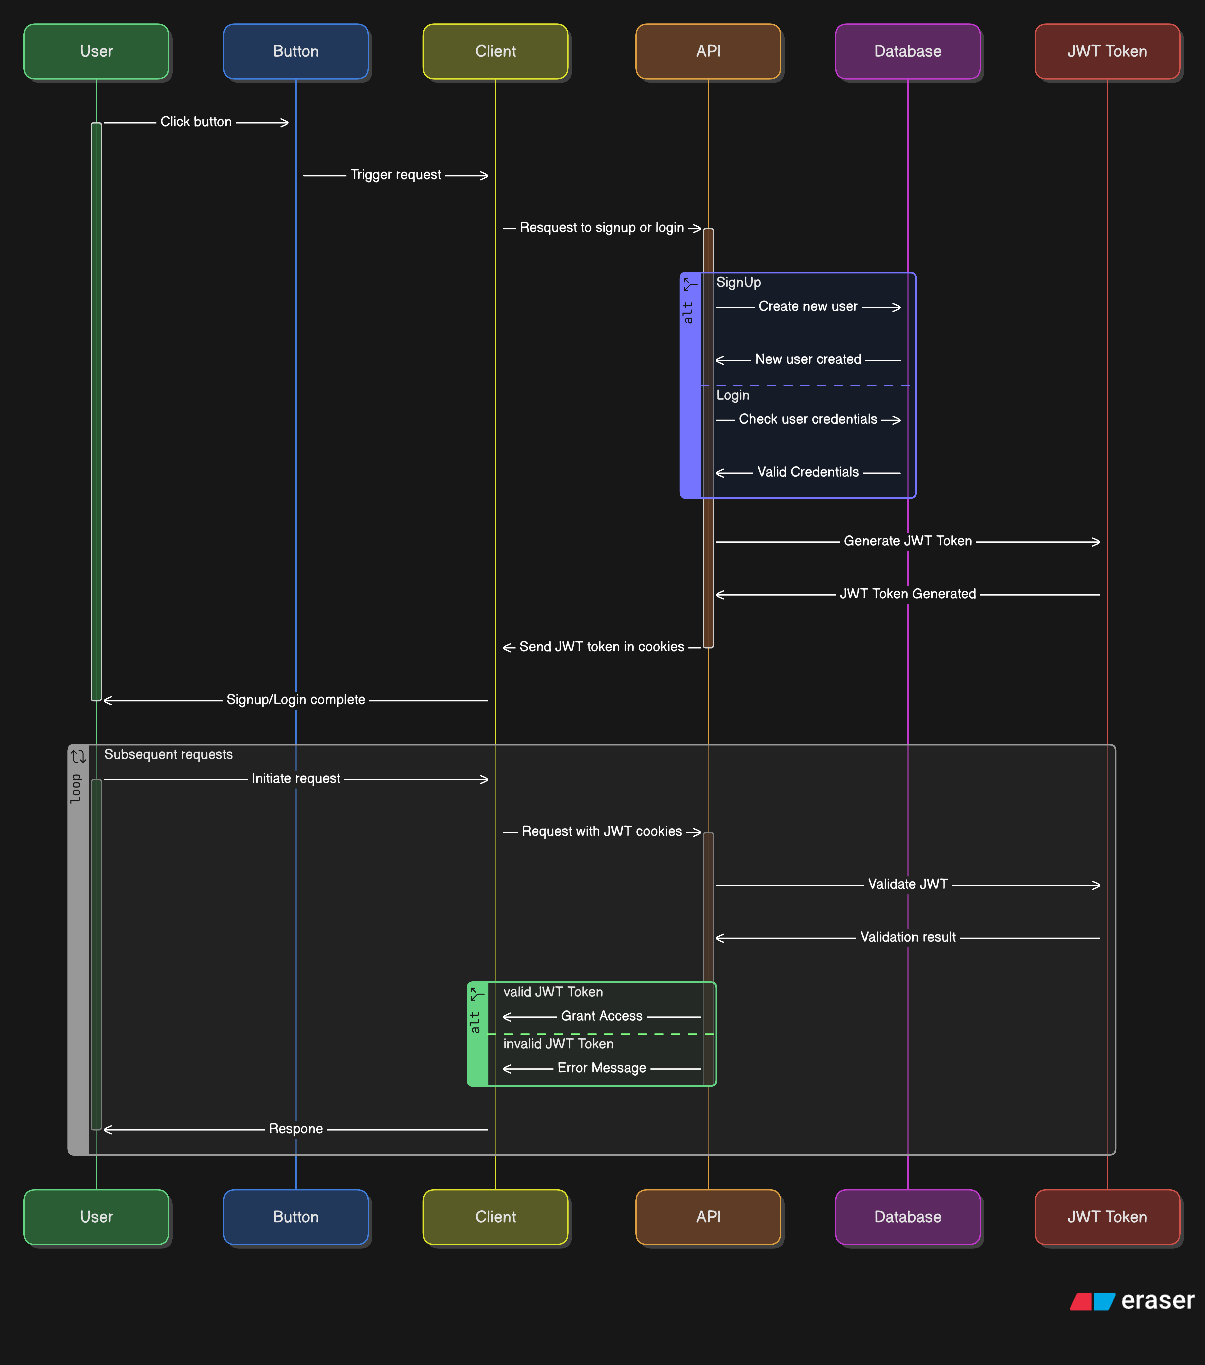 User
Button
Client
API
Database
JWT Token
Click button
Trigger request
Resquest to signup or login
alt
SignUp
Create new user
New user created
Login
Check user credentials
Valid Credentials
Generate JWT Token
JWT Token Generated
Send JWT token in cookies
Signup/Login complete
loop
Subsequent requests
Initiate request
Request with JWT cookies
Validate JWT
Validation result
alt
valid JWT Token
Grant Access
invalid JWT Token
Error Message
Respone
User
Button
Client
API
Database
JWT Token
eraser